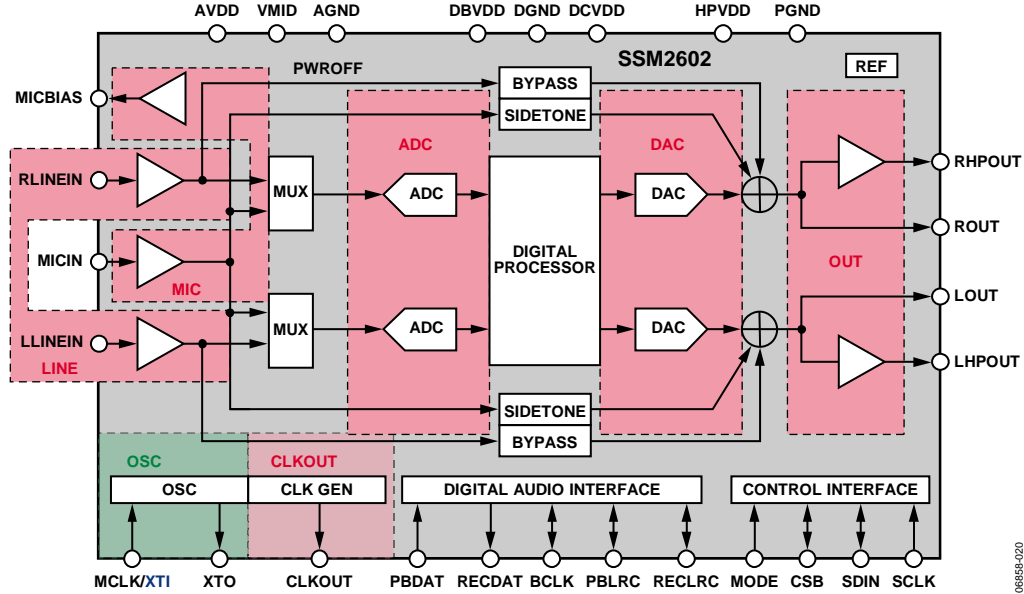 AVDD VMID AGND DBVDD DGND DCVDD HPVDD PGND
SSM2602
REF
PWROFF
BYPASS
SIDETONE
MICBIAS
ADC
DAC
RLINEIN
MUX
ADC
DAC
RHPOUT
ROUT
MICIN
MIC
DIGITAL
PROCESSOR
OUT
LOUT
LLINEIN
LINE
MUX
ADC
DAC
LHPOUT
SIDETONE
BYPASS
OSC
CLKOUT
OSC
CLK GEN
DIGITAL AUDIO INTERFACE
CONTROL INTERFACE
MCLK/XTI XTO CLKOUT PBDAT RECDAT BCLK PBLRC RECLRC MODE CSB SDIN SCLK
06858-020